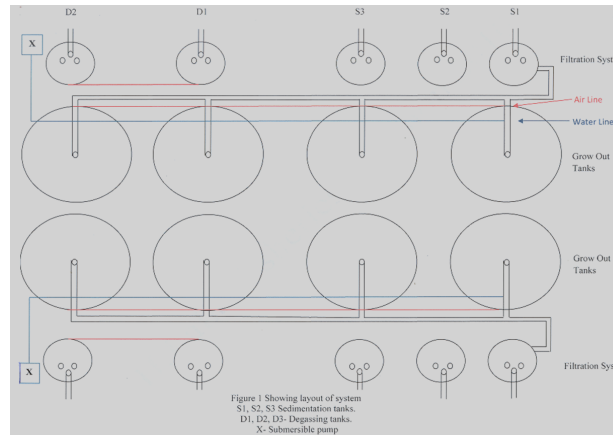 D2 D1 S3 S2 S1
X
Filtration Syst
Air Line
Water Line
Grow Out
Tanks
Grow Out
Tanks
X
Filtration Syst
Figure 1 Showing layout of system
S1, S2, S3 Sedimentation tanks.
D1, D2, D3- Degassing tanks.
X- Submersible pump